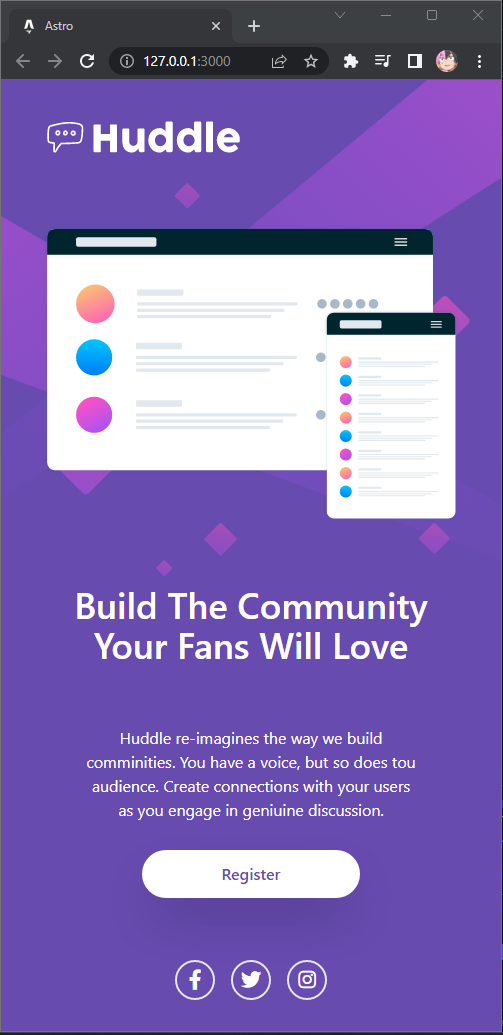 Astro
127.0.0.1:3000
Huddle
Build The Community
Your Fans Will Love
Huddle re-imagines the way we build
comminities. You have a voice, but so does tou
audience. Create connections with your users
as you engage in geniuine discussion.
Register